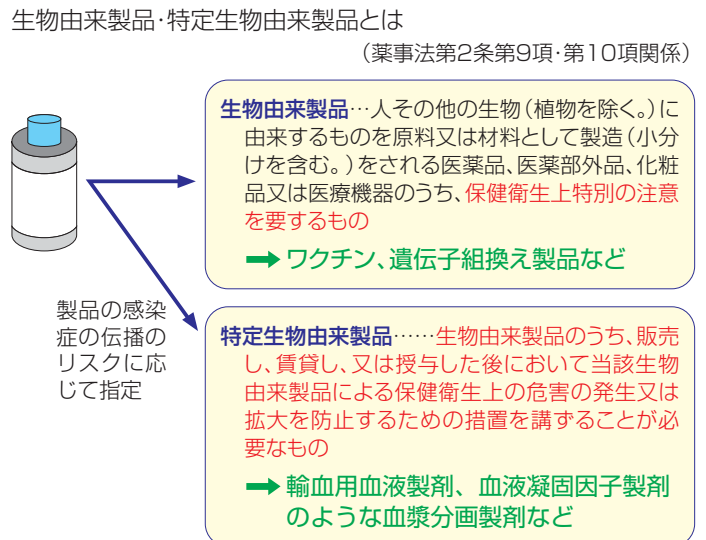 生物由来製品･特定生物由来製品とは
（薬事法第2条第9項･第10項関係）
生物由来製品…人その他の生物（植物を除く。）に
由来するものを原料又は材料として製造（小分
けを含む。）をされる医薬品、医薬部外品、化粧
品又は医療機器のうち、保健衛生上特別の注意
を要するもの
➡ ワクチン、遺伝子組換え製品など
製品の感染
症の伝播の
リスクに応
じて指定
特定生物由来製品……生物由来製品のうち、販売
し、賃貸し、又は授与した後において当該生物
由来製品による保健衛生上の危害の発生又は
拡大を防止するための措置を講ずることが必
要なもの
➡ 輸血用血液製剤、血液凝固因子製剤
のような血漿分画製剤など